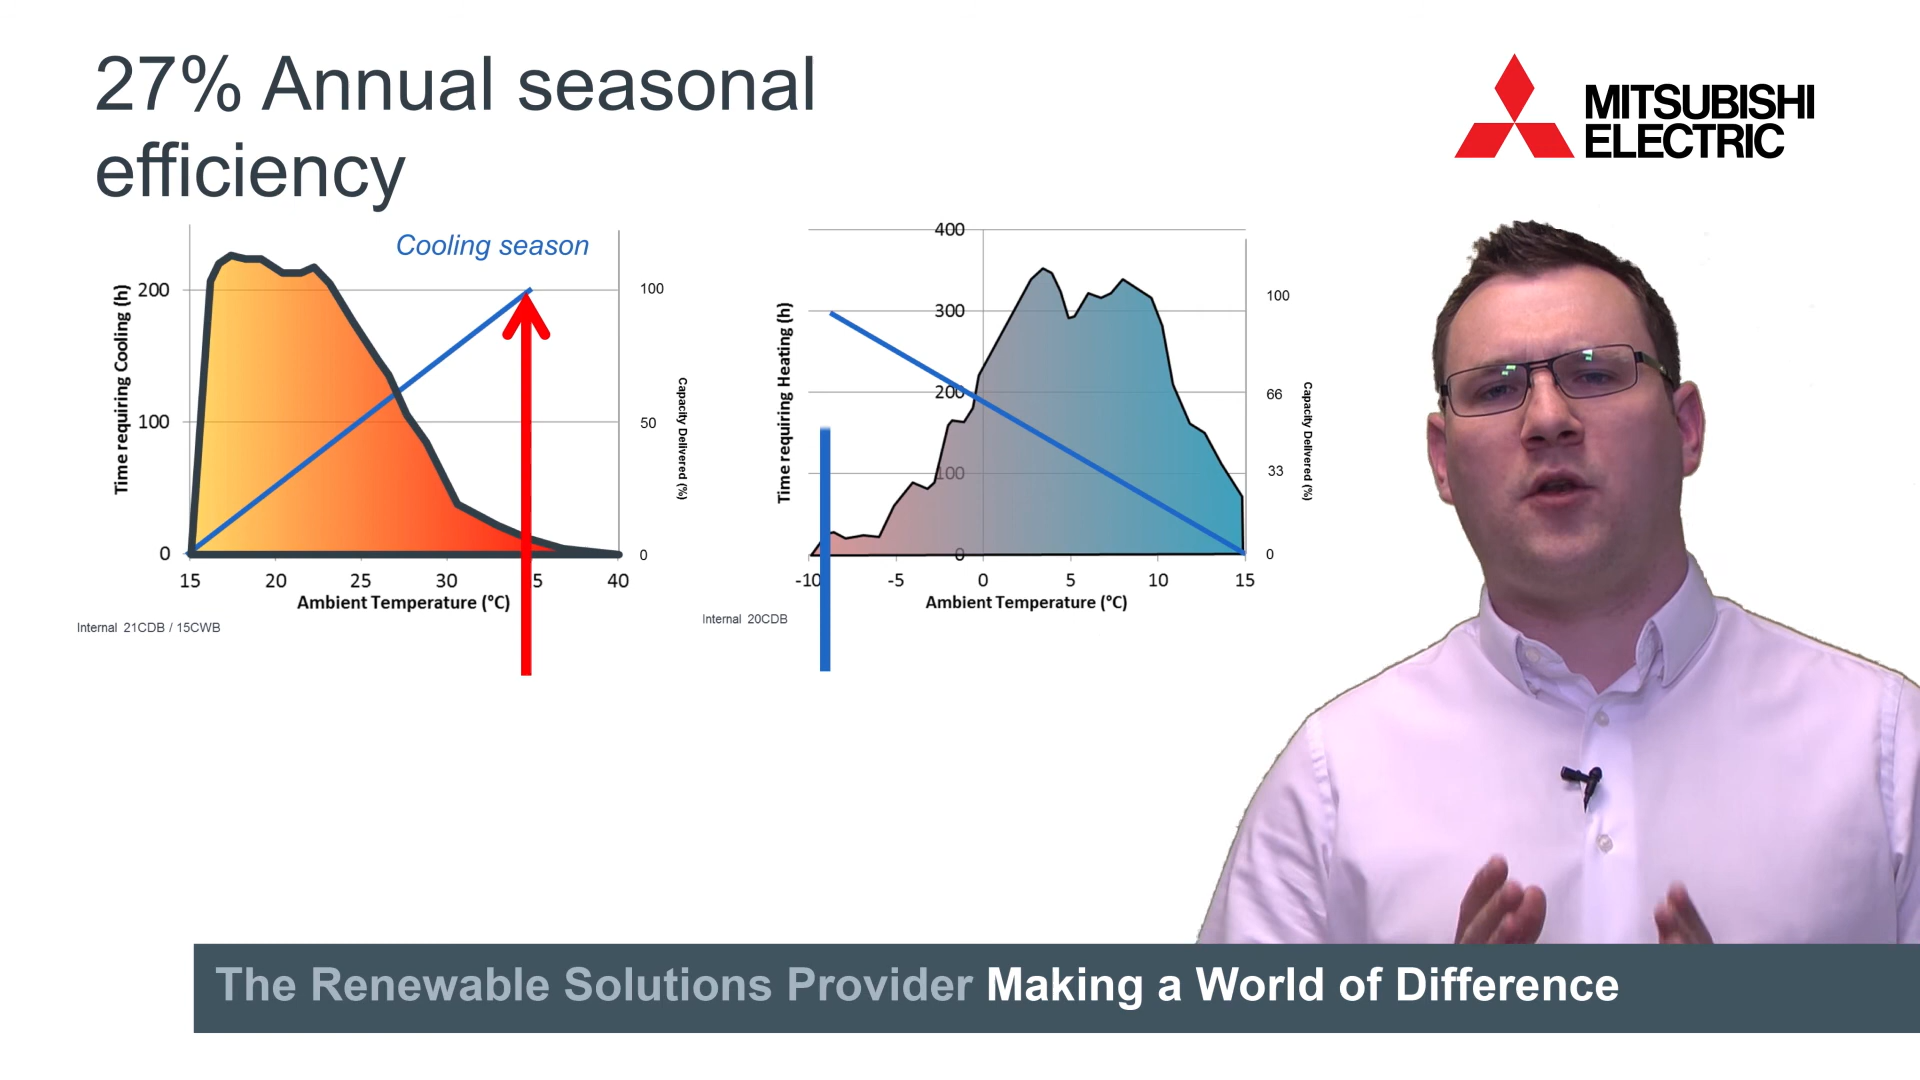 27% Annual seasonal
efficiency
MITSUBISHI
ELECTRIC
Cooling season
Time requiring Cooling (h)
200
100
0
100
50
0
Capacity Delivered (%)
15 20 25 30 5 40
Ambient Temperature (°C)
Internal 21CDB / 15CWB
Time requiring Heating (h)
400
300
200
100
0
100
66
33
0
Capacity Delivered (%)
-10 -5 0 5 10 15
Ambient Temperature (°C)
Internal 20CDB
The Renewable Solutions Provider Making a World of Difference